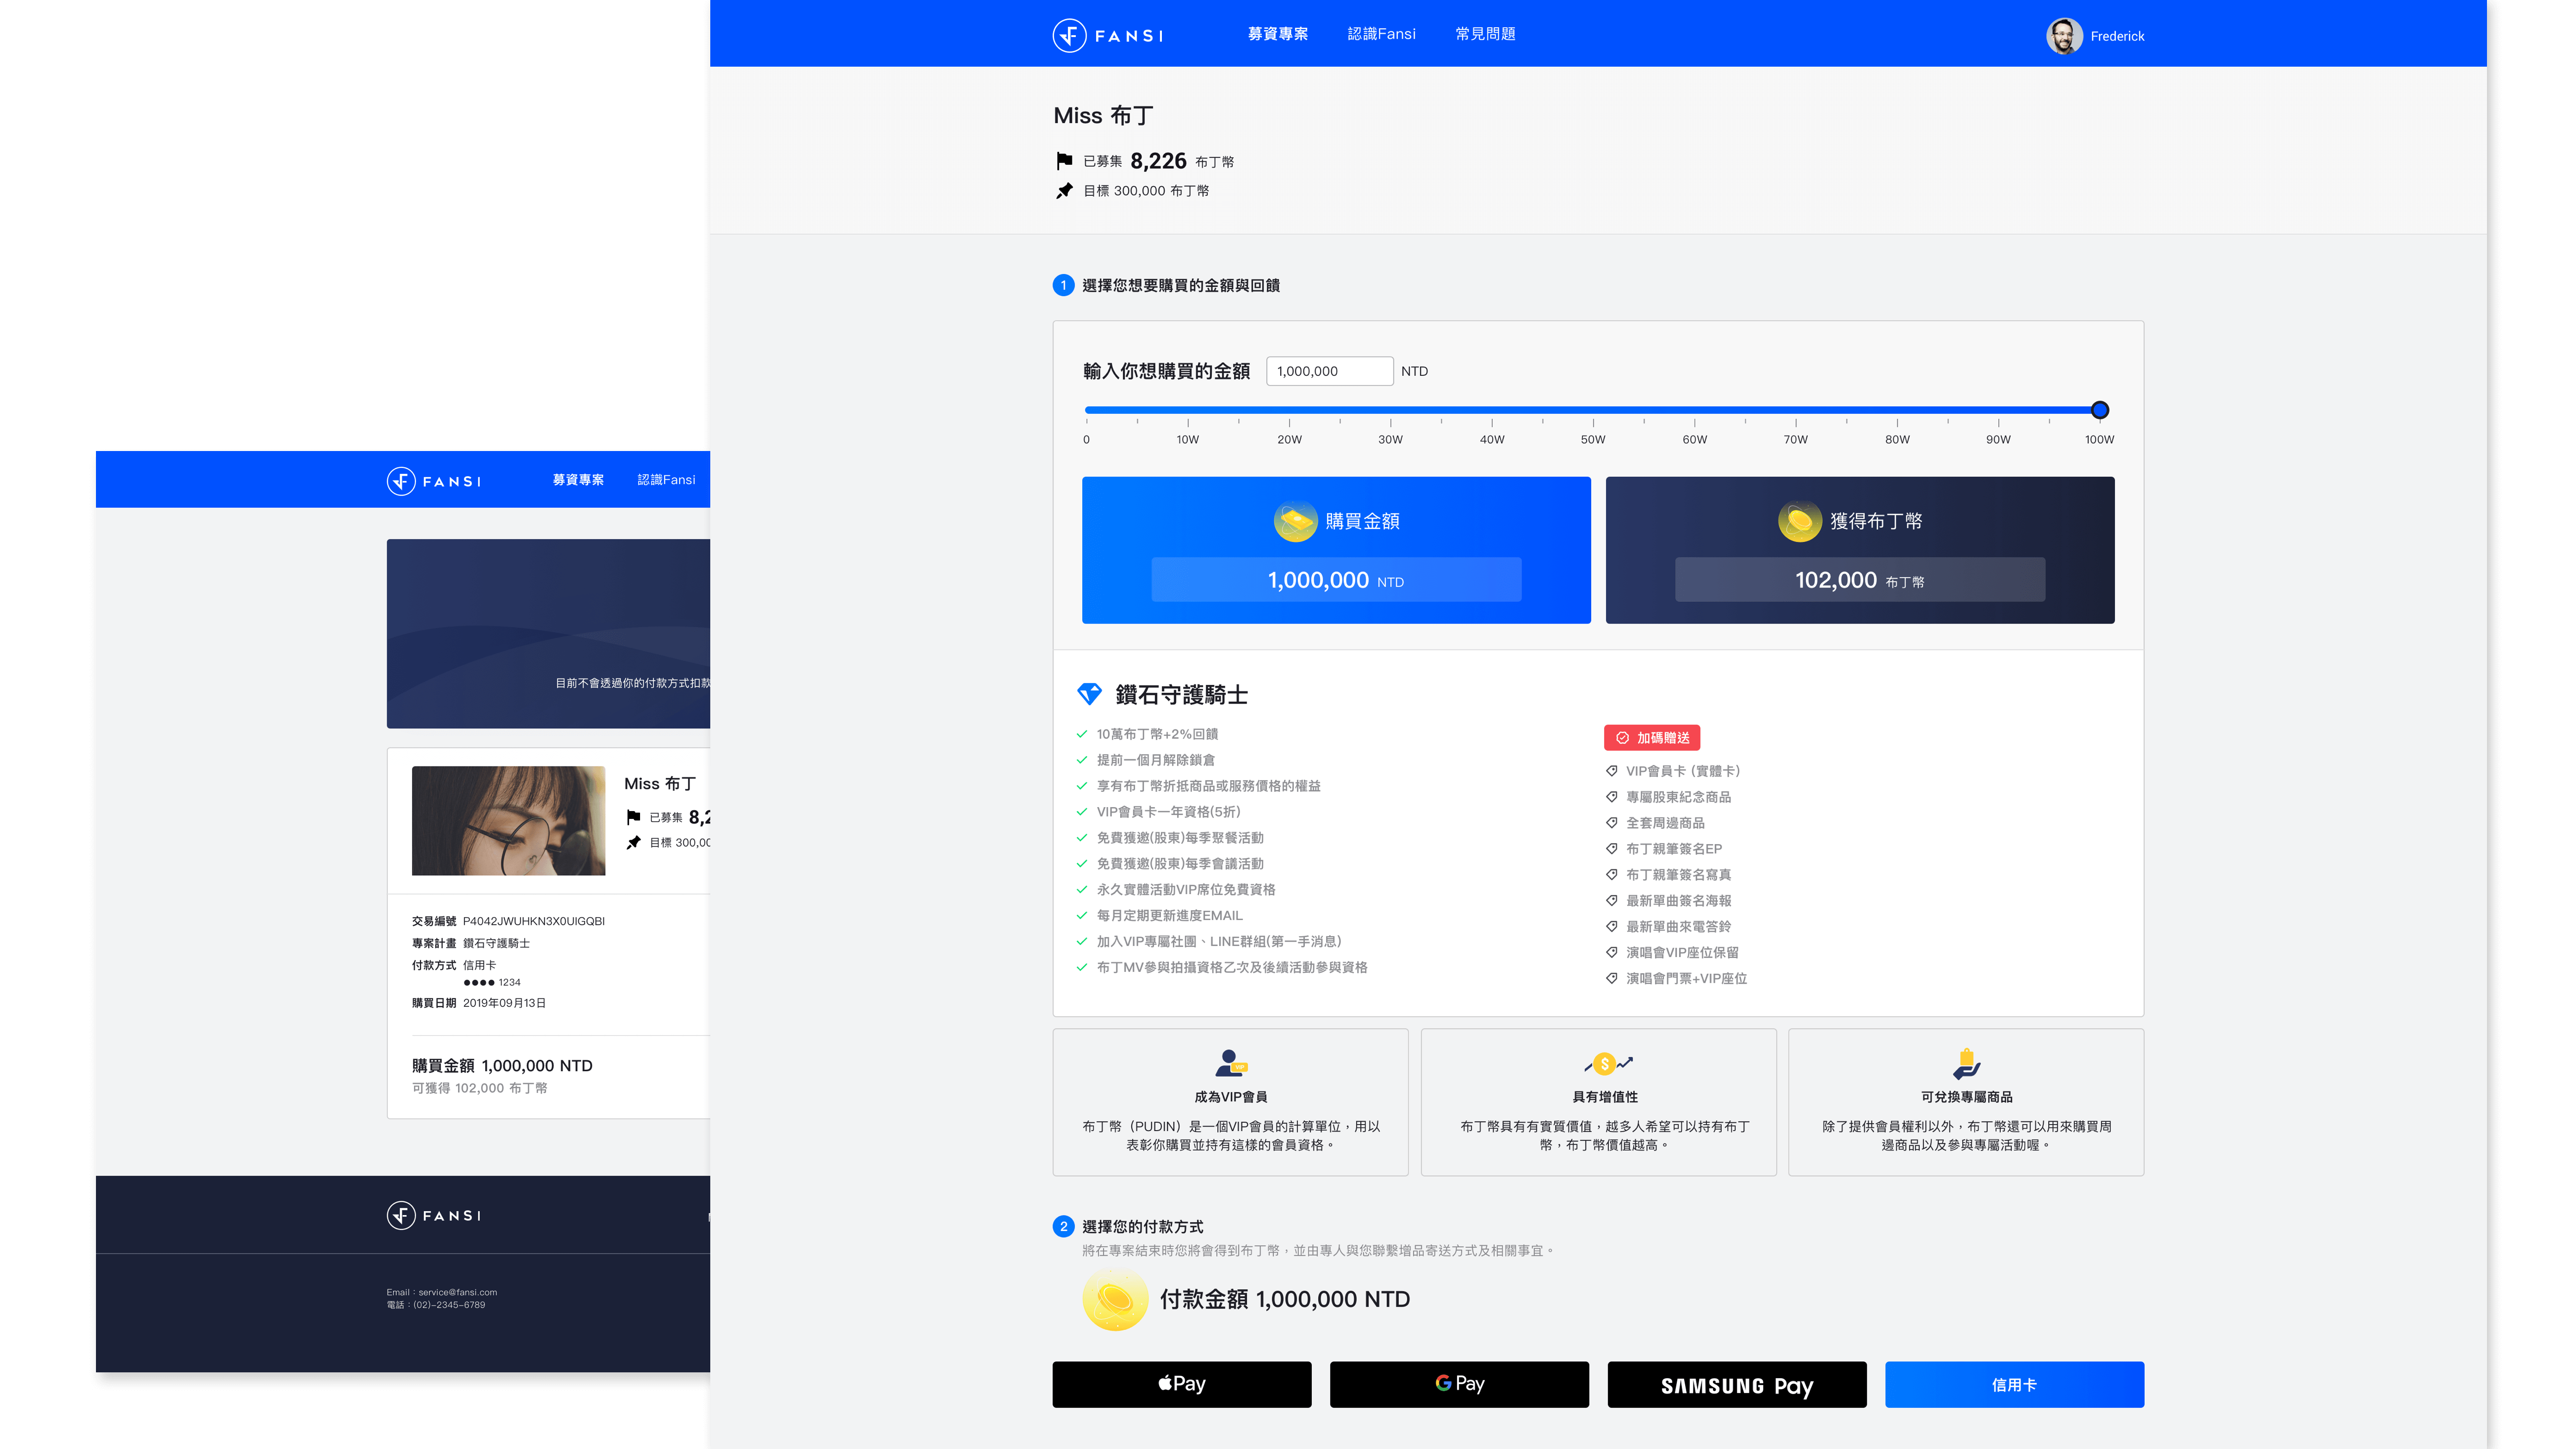 FANSI
募資專案
認識Fansi
常見問題
Frederick
Miss 布丁
已募集 8,226 布丁幣
目標 300,000 布丁幣
1 選擇您想要購買的金額與回饋
輸入你想購買的金額 1,000,000 NTD
0 10W 20W 30W 40W 50W 60W 70W 80W 90W 100W
購買金額
1,000,000 NTD
獲得布丁幣
102,000 布丁幣
鑽石守護騎士
10萬布丁幣+2%回饋
提前一個月解除鎖倉
享有布丁幣折抵商品或服務價格的權益
VIP會員卡一年資格(5折)
免費獲邀(股東)每季聚餐活動
免費獲邀(股東)每季會議活動
永久實體活動VIP席位免費資格
每月定期更新進度EMAIL
加入VIP專屬社團、LINE群組(第一手消息)
布丁MV參與拍攝資格乙次及後續活動參與資格
加碼贈送
VIP會員卡 (實體卡)
專屬股東紀念商品
全套周邊商品
布丁親筆簽名EP
布丁親筆簽名寫真
最新單曲簽名海報
最新單曲來電答鈴
演唱會VIP座位保留
演唱會門票+VIP座位
VIP
成為VIP會員
布丁幣（PUDIN）是一個VIP會員的計算單位，用以
表彰你購買並持有這樣的會員資格。
$
具有增值性
布丁幣具有有實質價值，越多人希望可以持有布丁
幣，布丁幣價值越高。
可兌換專屬商品
除了提供會員權利以外，布丁幣還可以用來購買周
邊商品以及參與專屬活動喔。
2 選擇您的付款方式
將在專案結束時您將會得到布丁幣，並由專人與您聯繫增品寄送方式及相關事宜。
付款金額 1,000,000 NTD
Pay
G Pay
SAMSUNG Pay
信用卡
FANSI
募資專案
認識Fansi
目前不會透過你的付款方式扣款
Miss 布丁
已募集 8,2
目標 300,00
交易編號 P4042JWUHKN3X0UIGQBI
專案計畫 鑽石守護騎士
付款方式 信用卡
●●●● 1234
購買日期 2019年09月13日
購買金額 1,000,000 NTD
可獲得 102,000 布丁幣
FANSI
Email：service@fansi.com
電話：(02)-2345-6789